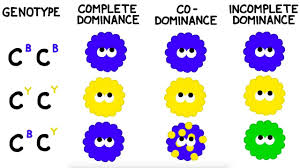 GENOTYPE
COMPLETE DOMINANCE
CO-DOMINANCE
INCOMPLETE DOMINANCE
C^B C^B
C^Y C^Y
C^B C^Y